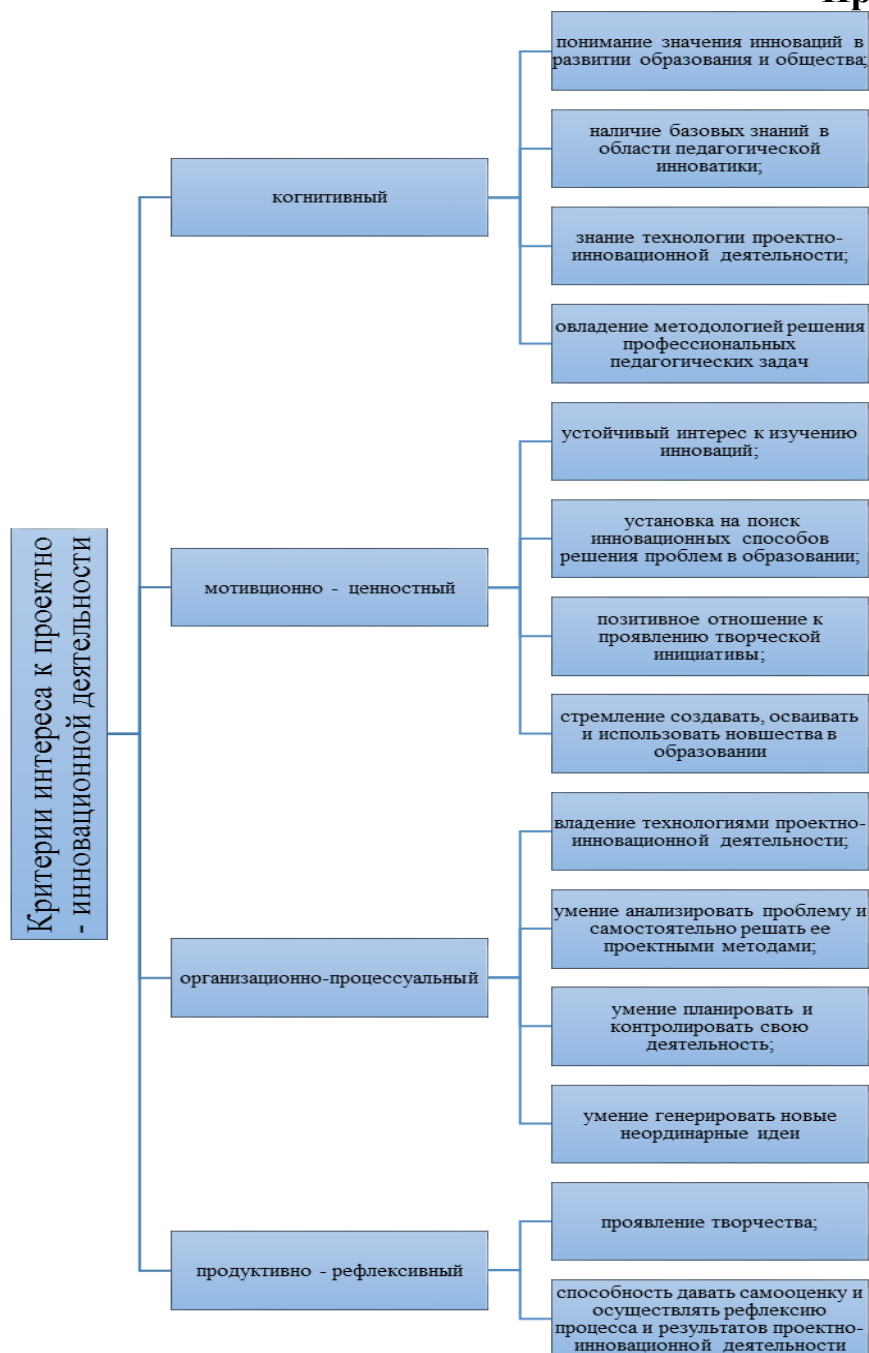 Пр
понимание значения инноваций в
развитии образования и общества;
наличие базовых знаний в
области педагогической
инноватики;
когнитивный
знание технологии проектно-
инновационной деятельности;
овладение методологией решения
профессиональных
педагогических задач
устойчивый интерес к изучению
инноваций;
установка на поиск
инновационных способов
решения проблем в образовании;
Критерии интереса к проектно
- инновационной деятельности
мотивционно - ценностный
позитивное отношение к
проявлению творческой
инициативы;
стремление создавать, осваивать
и использовать новшества в
образовании
владение технологиями проектно-
инновационной деятельности;
умение анализировать проблему и
самостоятельно решать ее
проектными методами;
организационно-процессуальный
умение планировать и
контролировать свою
деятельность;
умение генерировать новые
неординарные идеи
проявление творчества;
продуктивно - рефлексивный
способность давать самооценку и
осуществлять рефлексию
процесса и результатов проектно-
инновационной деятельности